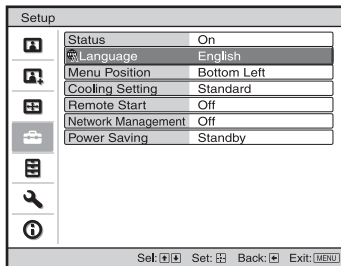 Setup
Status On
Language English
Menu Position Bottom Left
Cooling Setting Standard
Remote Start Off
Network Management Off
Power Saving Standby
Sel: Set: Back: Exit: MENU